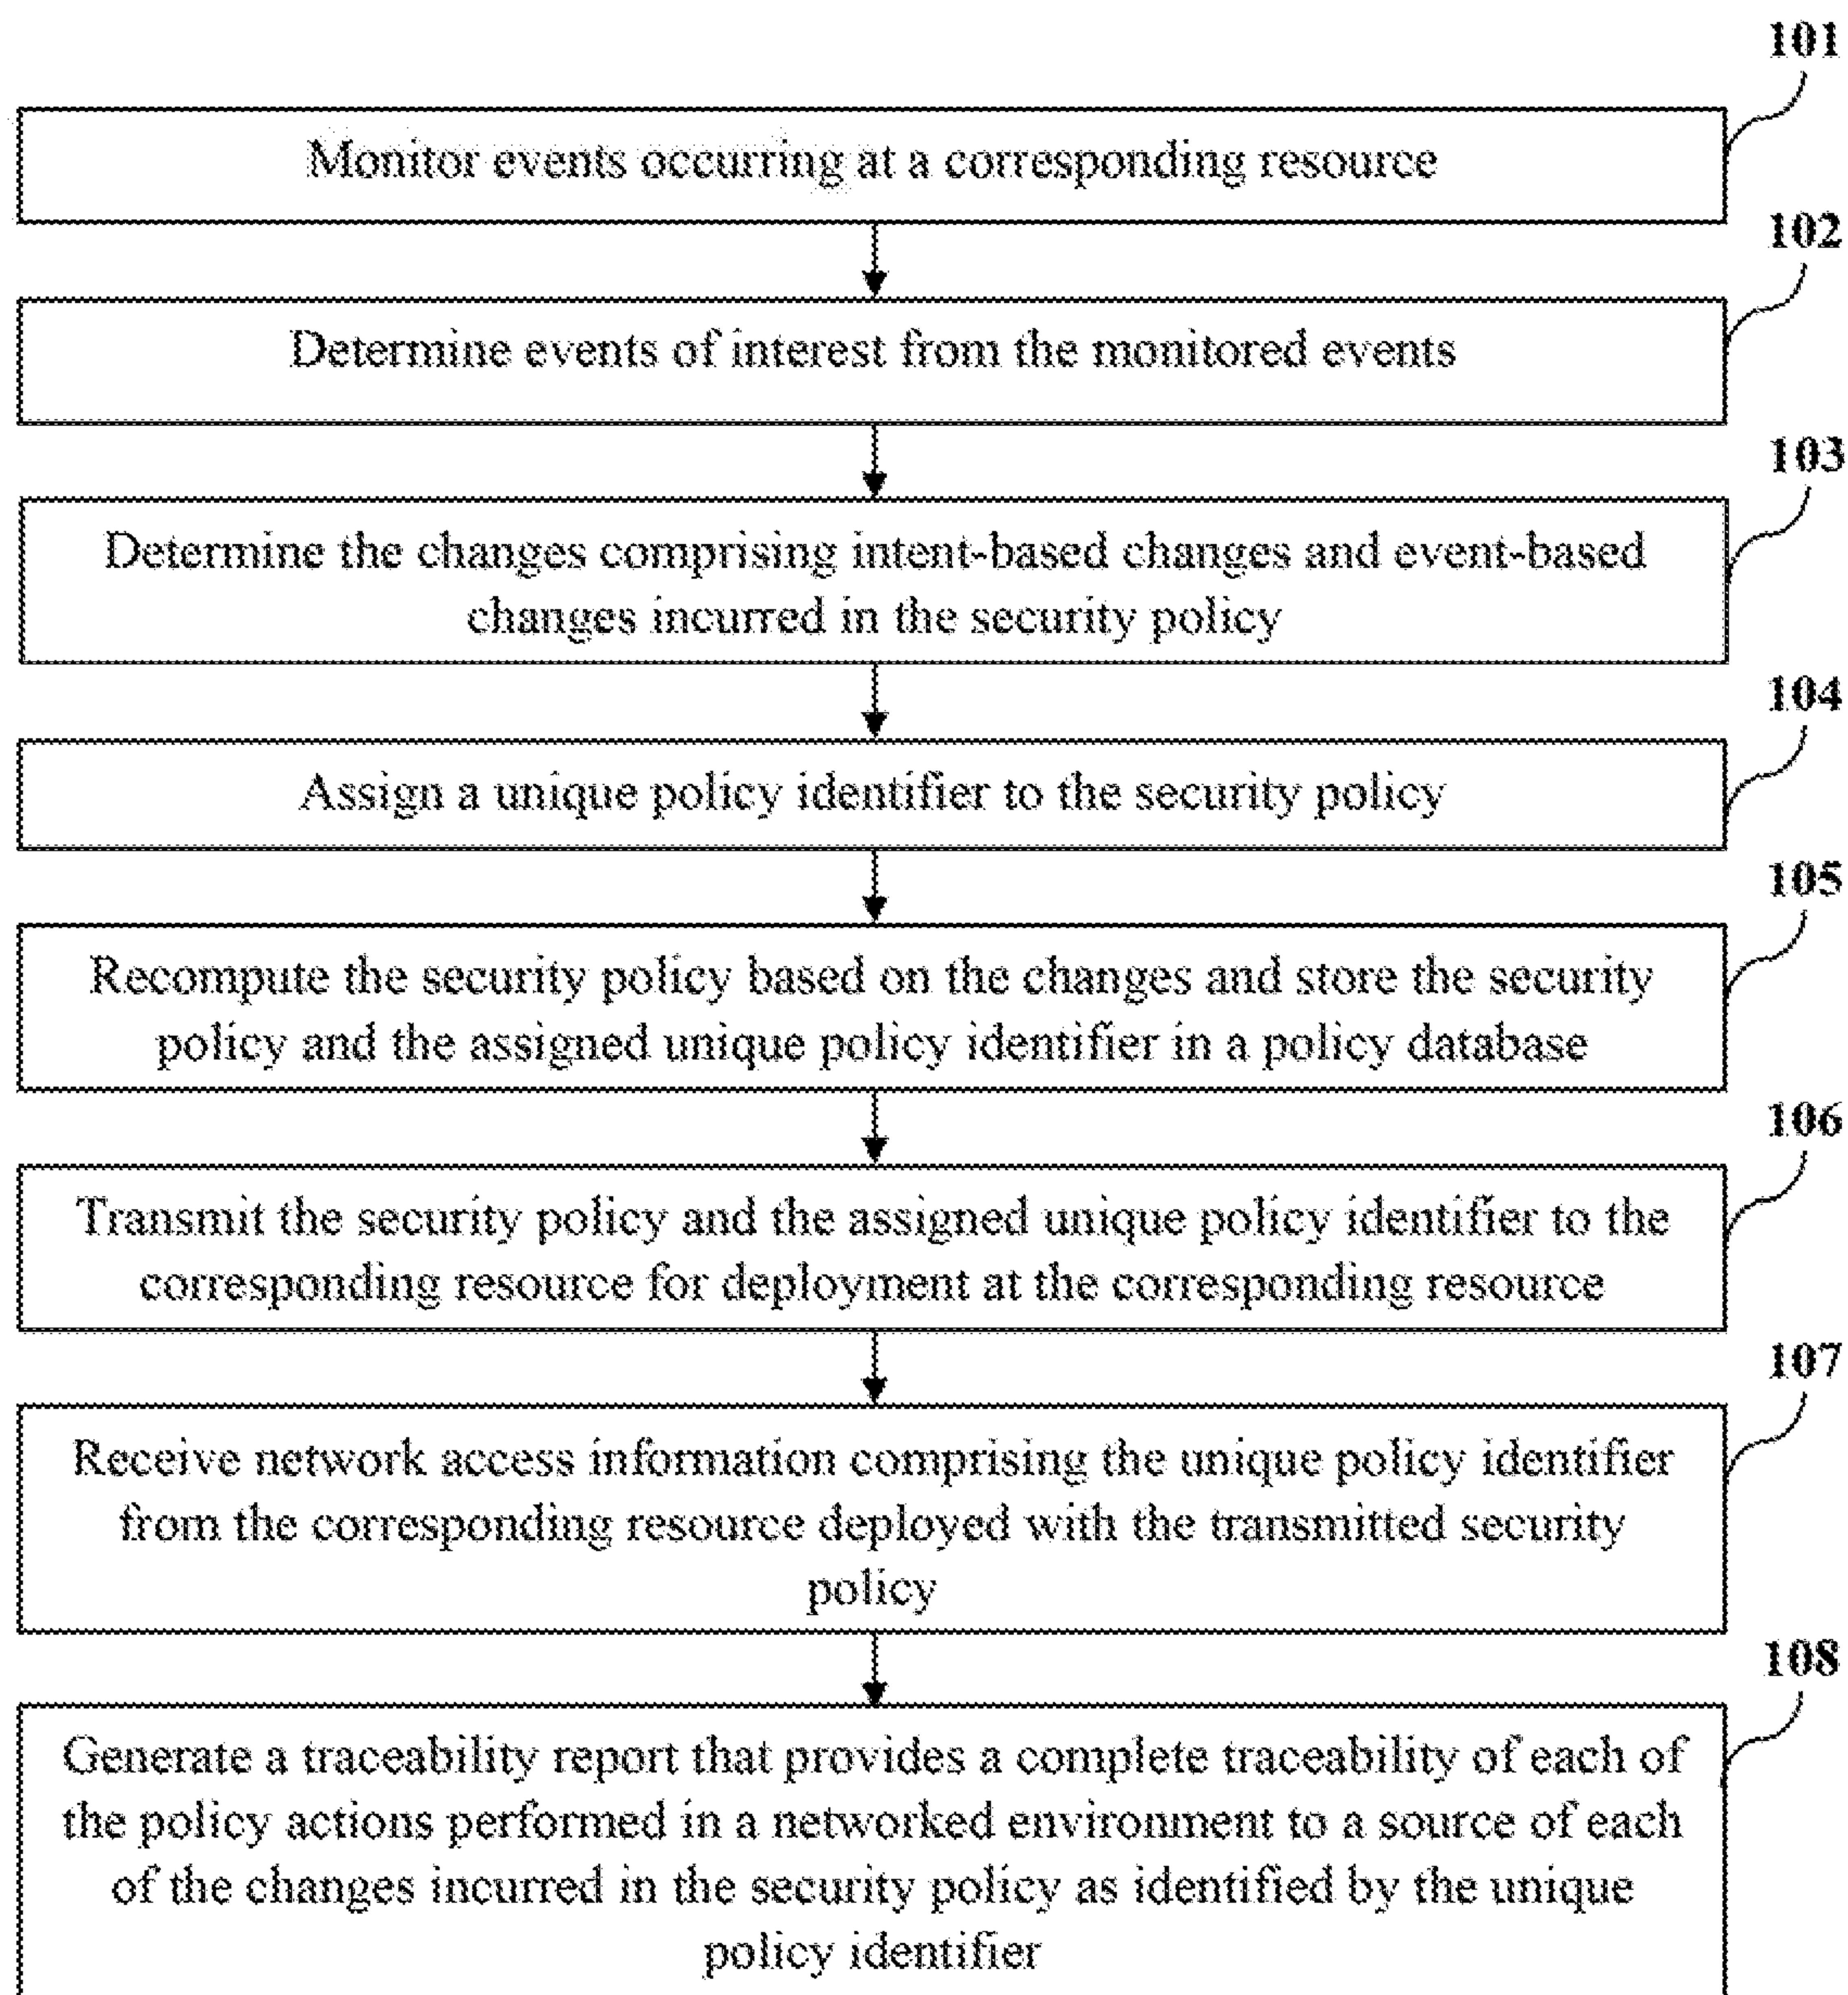 101
Monitor events occurring at a corresponding resource
102
Determine events of interest from the monitored events
103
Determine the changes comprising intent-based changes and event-based
changes incurred in the security policy
104
Assign a unique policy identifier to the security policy
105
Recompute the security policy based on the changes and store the security
policy and the assigned unique policy identifier in a policy database
106
Transmit the security policy and the assigned unique policy identifier to the
corresponding resource for deployment at the corresponding resource
107
Receive network access information comprising the unique policy identifier
from the corresponding resource deployed with the transmitted security
policy
108
Generate a traceability report that provides a complete traceability of each of
the policy actions performed in a networked environment to a source of each
of the changes incurred in the security policy as identified by the unique
policy identifier